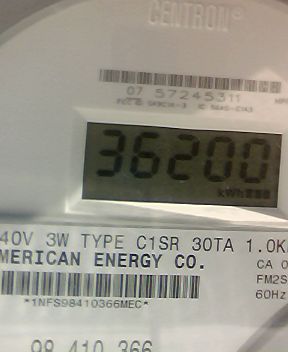 CENTRON®
07 57245311
36200
kWh
40V 3W TYPE C1SR 30TA 1.0K
MERICAN ENERGY CO. CA 0
FM2S
*1NFS98410366MEC* 60Hz
98 410 366